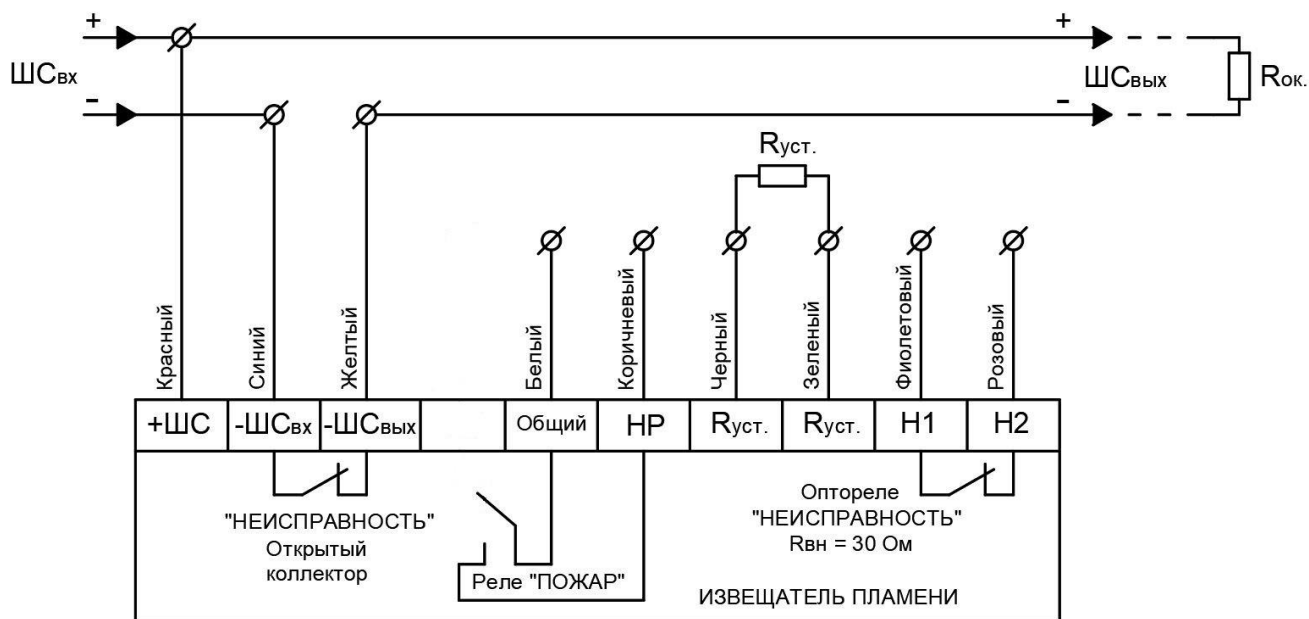 + +
ШСвх ШСвых Rок.
- -
Rуст.
Красный
Синий
Желтый
Белый
Коричневый
Черный
Зеленый
Фиолетовый
Розовый
+ШС -ШСвх -ШСвых Общий НР Rуст. Rуст. Н1 Н2
"НЕИСПРАВНОСТЬ"
Открытый
коллектор
Реле "ПОЖАР"
Оптореле
"НЕИСПРАВНОСТЬ"
Rвн = 30 Ом
ИЗВЕЩАТЕЛЬ ПЛАМЕНИ